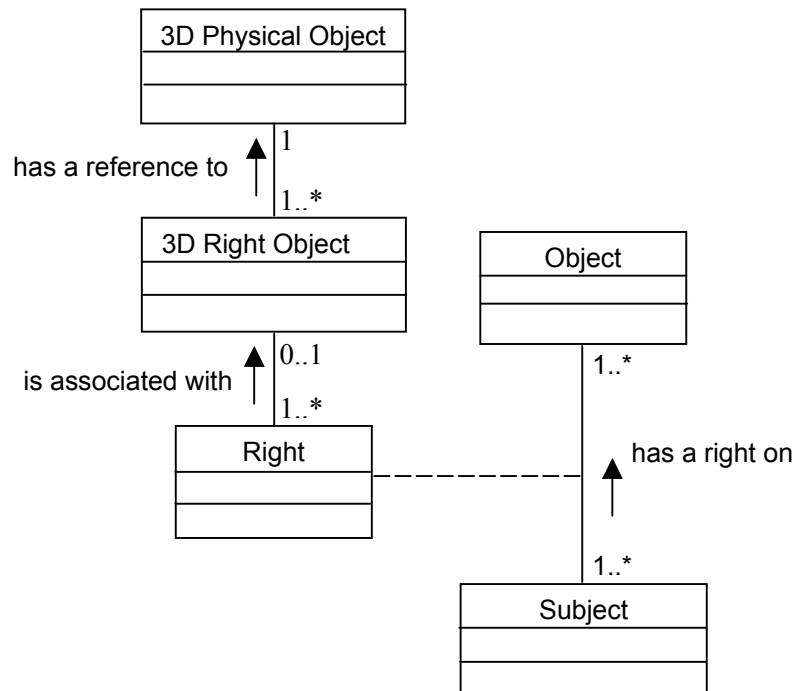 3D Physical Object
1
has a reference to
1..*
3D Right Object
Object
0..1
1..*
is associated with
1..*
Right
has a right on
1..*
Subject